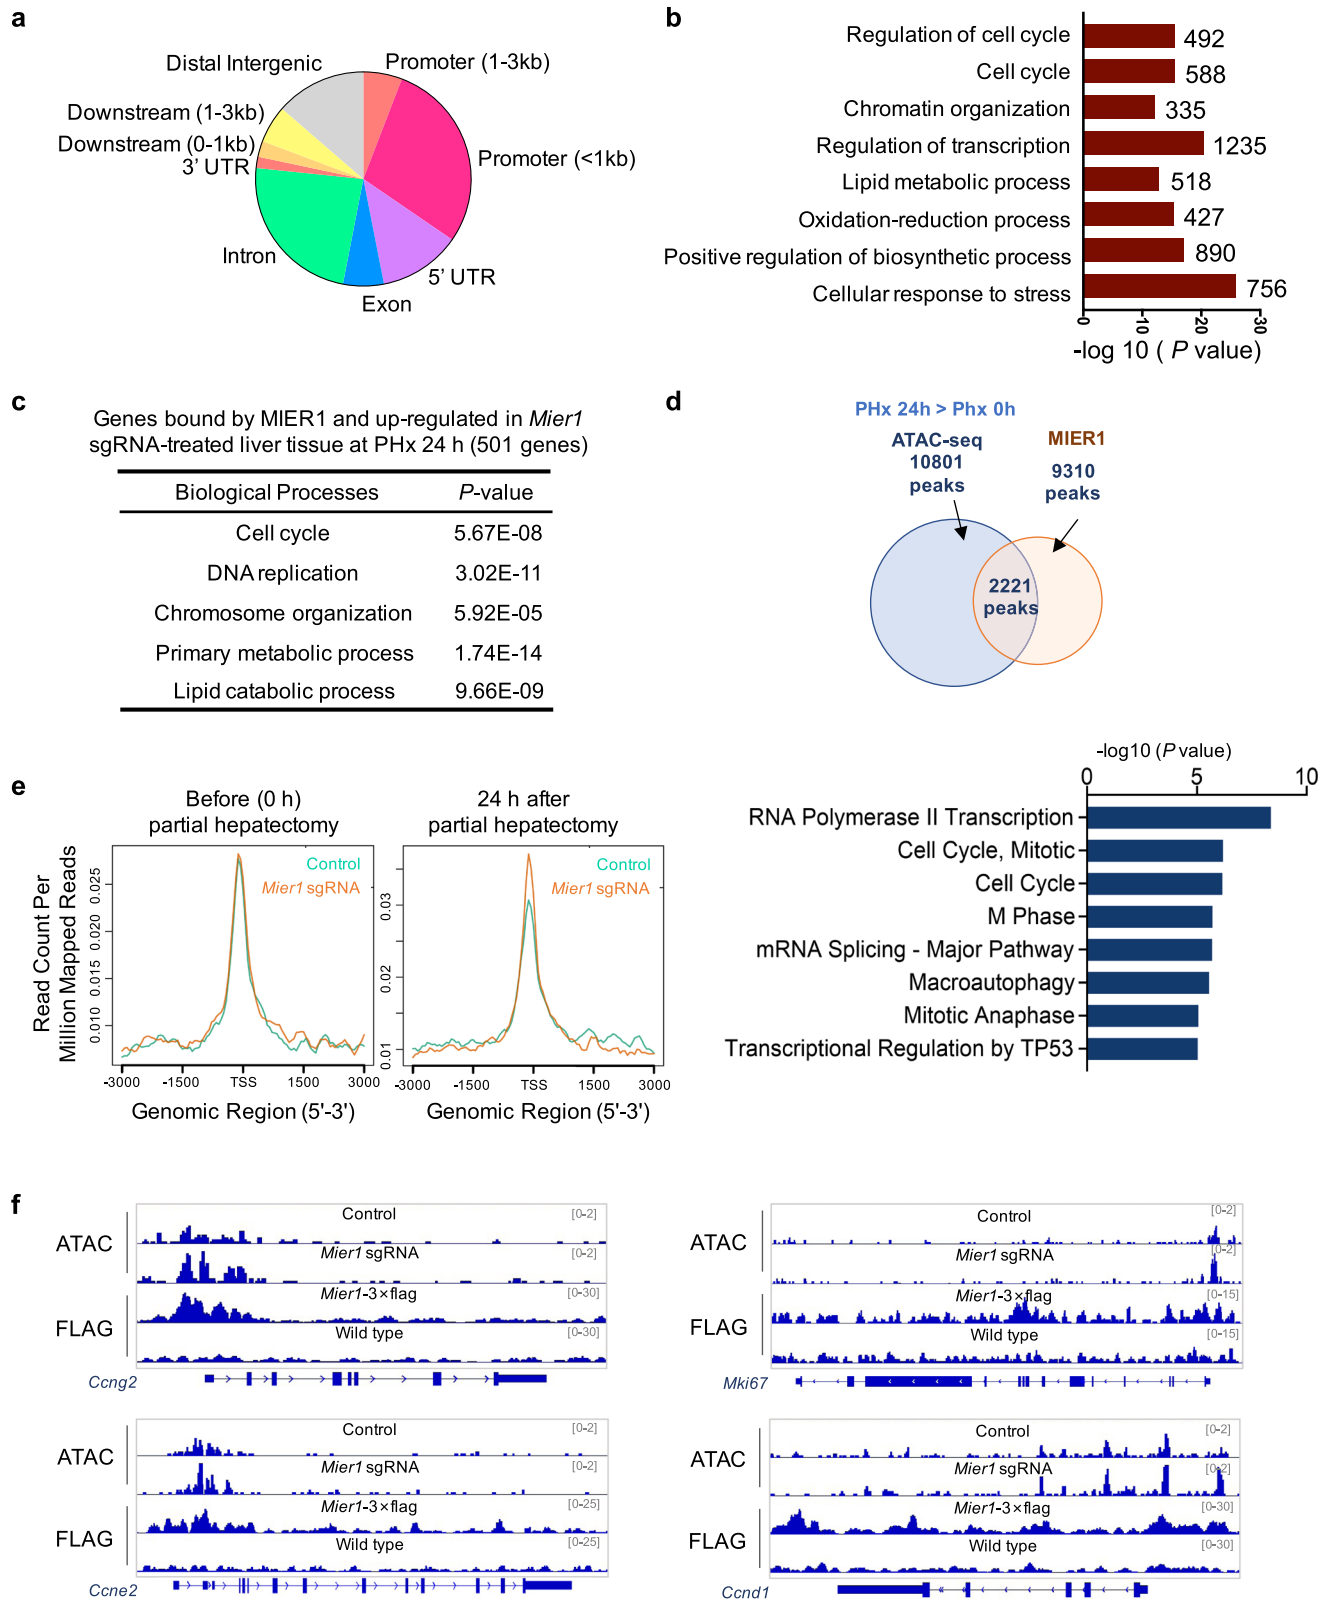 a
Distal Intergenic
Promoter (1-3kb)
Downstream (1-3kb)
Downstream (0-1kb)
3' UTR
Promoter (<1kb)
Intron
5' UTR
Exon
b
Regulation of cell cycle 492
Cell cycle 588
Chromatin organization 335
Regulation of transcription 1235
Lipid metabolic process 518
Oxidation-reduction process 427
Positive regulation of biosynthetic process 890
Cellular response to stress 756
0 10 20 30
-log 10 ( P value)
c
Genes bound by MIER1 and up-regulated in Mier1
sgRNA-treated liver tissue at PHx 24 h (501 genes)
Biological Processes P-value
Cell cycle 5.67E-08
DNA replication 3.02E-11
Chromosome organization 5.92E-05
Primary metabolic process 1.74E-14
Lipid catabolic process 9.66E-09
d
PHx 24h > Phx 0h
ATAC-seq
10801
peaks
MIER1
9310
peaks
2221
peaks
-log10 (P value)
0 5 10
RNA Polymerase II Transcription
Cell Cycle, Mitotic
Cell Cycle
M Phase
mRNA Splicing - Major Pathway
Macroautophagy
Mitotic Anaphase
Transcriptional Regulation by TP53
e
Before (0 h)
partial hepatectomy
Control
Mier1 sgRNA
Read Count Per
Million Mapped Reads
0.010 0.015 0.020 0.025
-3000 -1500 TSS 1500 3000
Genomic Region (5'-3')
24 h after
partial hepatectomy
Control
Mier1 sgRNA
0.01 0.02 0.03
-3000 -1500 TSS 1500 3000
Genomic Region (5'-3')
f
ATAC
Control [0-2]
Mier1 sgRNA [0-2]
FLAG
Mier1-3×flag [0-30]
Wild type [0-30]
Ccng2
ATAC
Control [0-2]
Mier1 sgRNA [0-2]
FLAG
Mier1-3×flag [0-15]
Wild type [0-15]
Mki67
ATAC
Control [0-2]
Mier1 sgRNA [0-2]
FLAG
Mier1-3×flag [0-25]
Wild type [0-25]
Ccne2
ATAC
Control [0-2]
Mier1 sgRNA [0-2]
FLAG
Mier1-3×flag [0-30]
Wild type [0-30]
Ccnd1